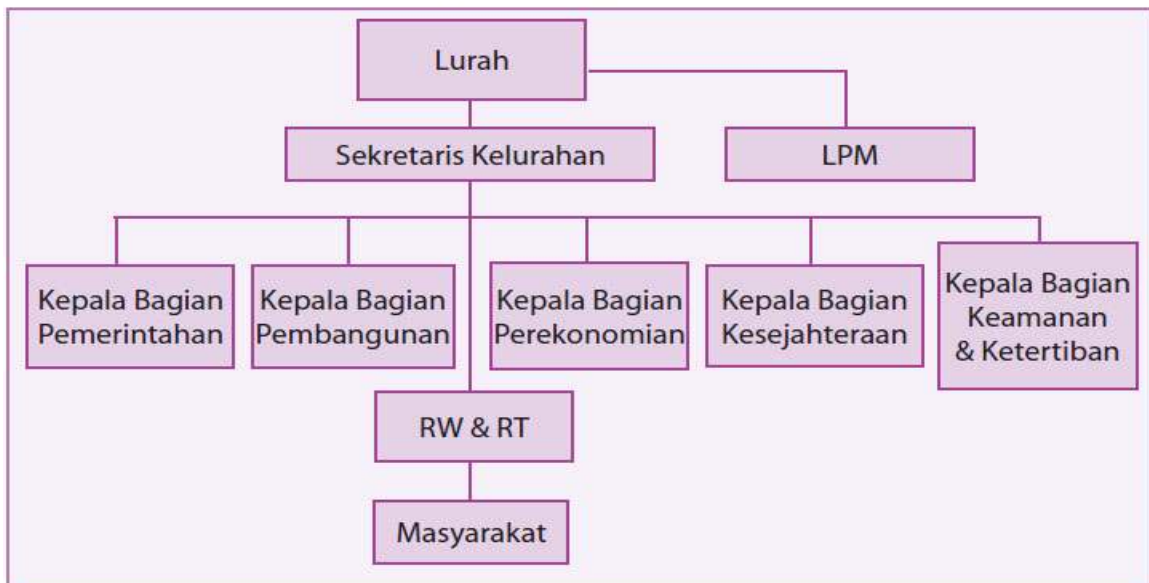 Lurah
Sekretaris Kelurahan
LPM
Kepala Bagian
Pemerintahan
Kepala Bagian
Pembangunan
Kepala Bagian
Perekonomian
Kepala Bagian
Kesejahteraan
Kepala Bagian
Keamanan
& Ketertiban
RW & RT
Masyarakat